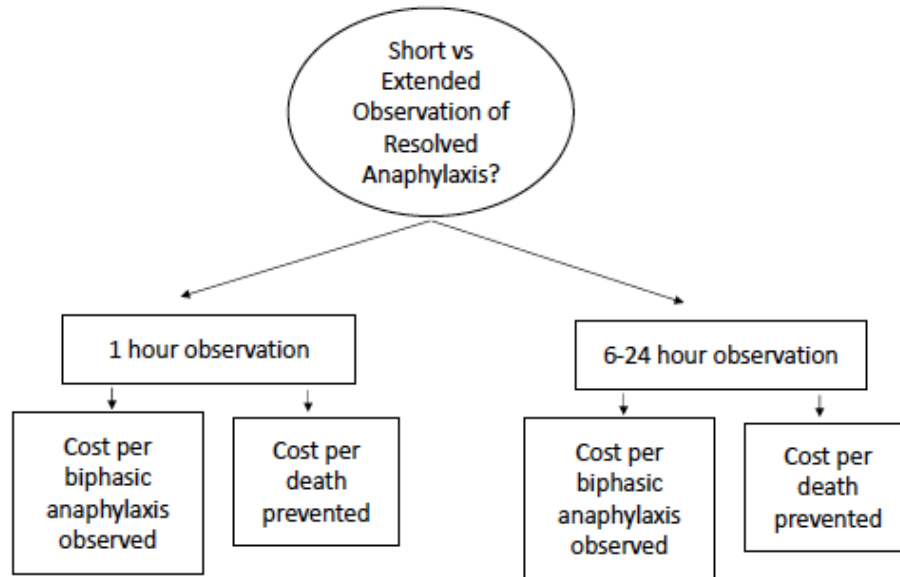 Short vs
Extended
Observation of
Resolved
Anaphylaxis?
1 hour observation
6-24 hour observation
Cost per
biphasic
anaphylaxis
observed
Cost per
death
prevented
Cost per
biphasic
anaphylaxis
observed
Cost per
death
prevented